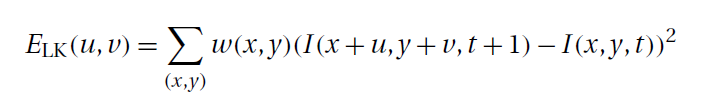 E_LK(u,v) = ∑_(x,y) w(x,y)(I(x+u,y+v,t+1) − I(x,y,t))²